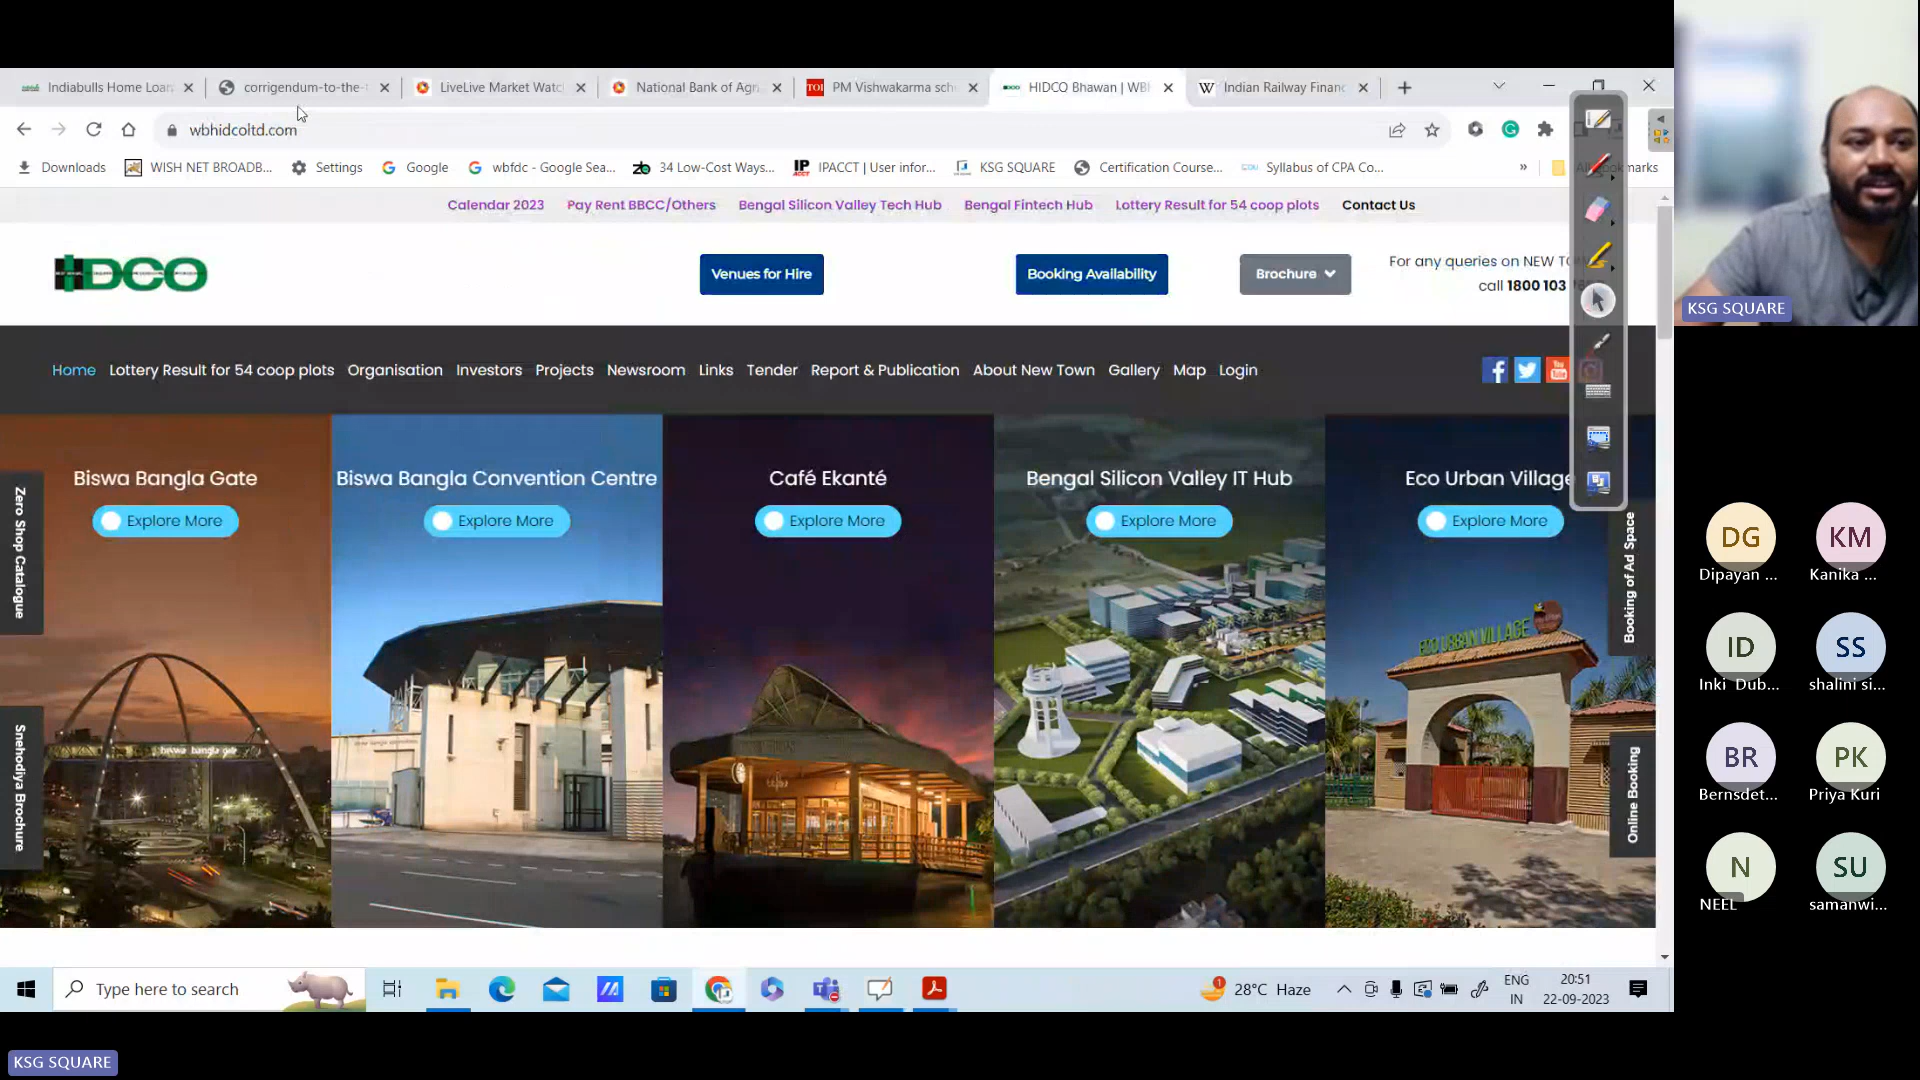 Indiabulls Home Loan
corrigendum-to-the-
LiveLive Market Watc
National Bank of Agri
PM Vishwakarma sch
HIDCO Bhawan | WBI
Indian Railway Financ
wbhidcoltd.com
Downloads
WISH NET BROADB...
Settings
Google
wbfdc - Google Sea...
34 Low-Cost Ways...
IPACCT | User infor...
KSG SQUARE
Certification Course...
Syllabus of CPA Co...
»
Calendar 2023
Pay Rent BBCC/Others
Bengal Silicon Valley Tech Hub
Bengal Fintech Hub
Lottery Result for 54 coop plots
Contact Us
HIDCO
Venues for Hire
Booking Availability
Brochure
For any queries on NEW
call 1800 103
Home
Lottery Result for 54 coop plots
Organisation
Investors
Projects
Newsroom
Links
Tender
Report & Publication
About New Town
Gallery
Map
Login
Biswa Bangla Gate
Explore More
Biswa Bangla Convention Centre
Explore More
Café Ekanté
Explore More
Bengal Silicon Valley IT Hub
Explore More
Eco Urban Village
Explore More
Zero Shop Catalogue
Snehodiya Brochure
Booking of Ad Space
Online Booking
biswa bangla gate
ECO URBAN VILLAGE
Type here to search
28°C Haze
ENG
IN
20:51
22-09-2023
KSG SQUARE
KSG SQUARE
DG
Dipayan ...
KM
Kanika ...
ID
Inki Dub...
SS
shalini si...
BR
Bernsdet...
PK
Priya Kuri
N
NEEL
SU
samanwi...